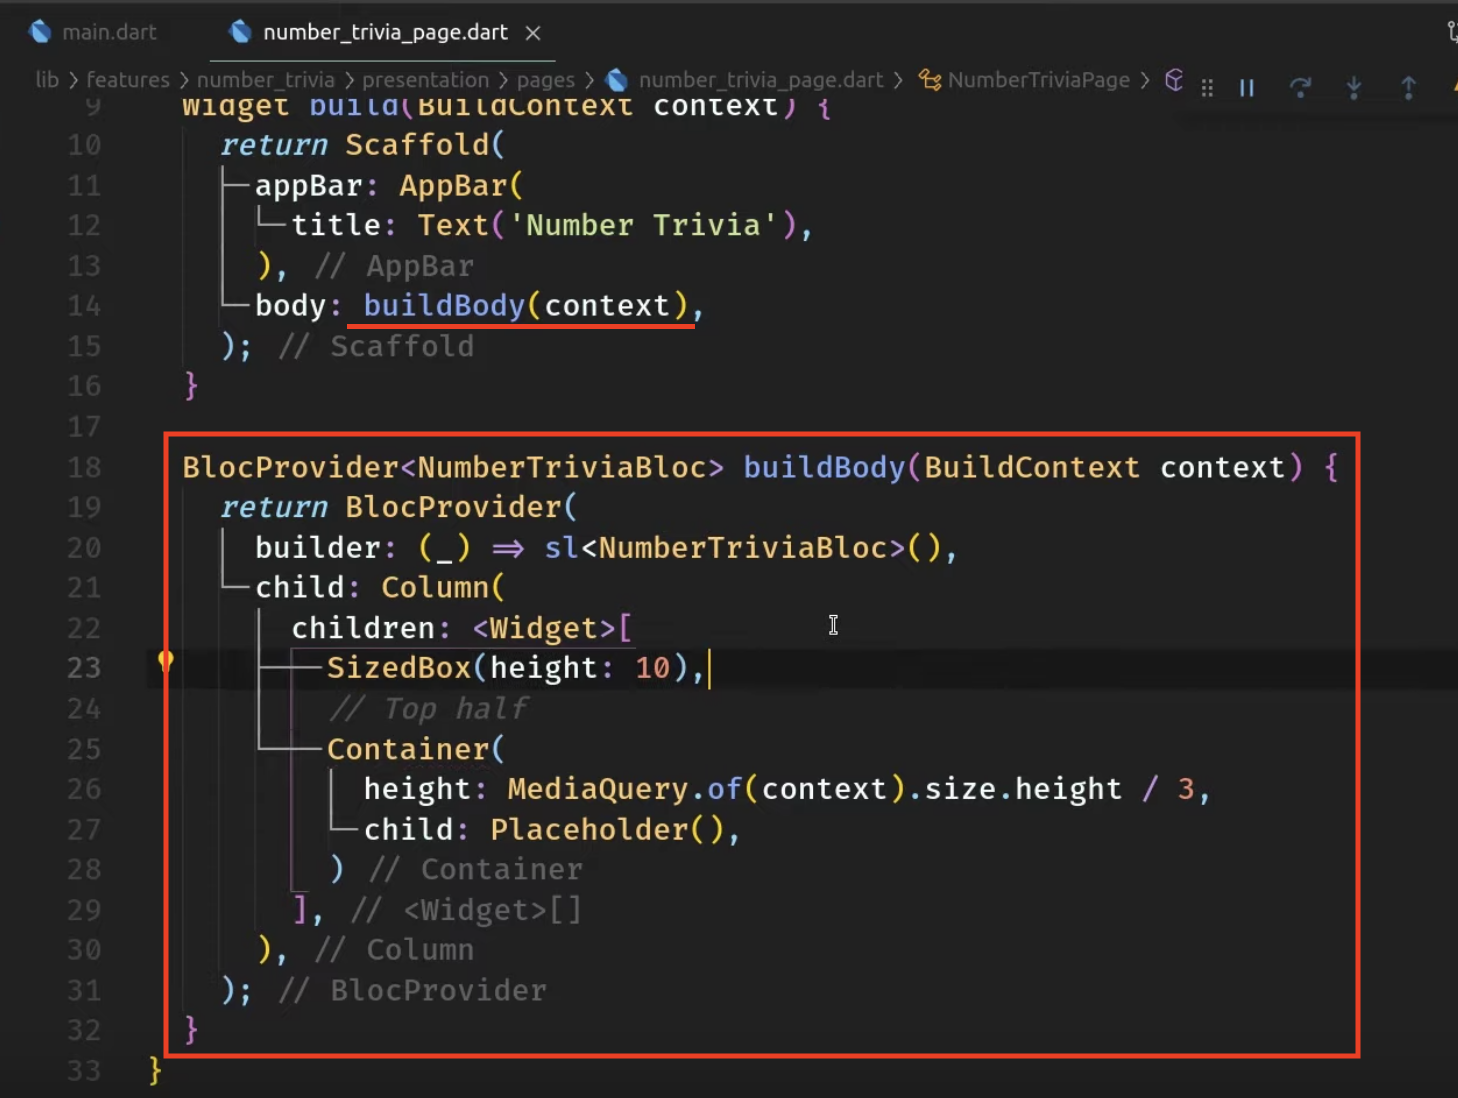 main.dart
number_trivia_page.dart
lib > features > number_trivia > presentation > pages > number_trivia_page.dart > NumberTriviaPage >
9 Widget build(BuildContext context) {
10 return Scaffold(
11 appBar: AppBar(
12 title: Text('Number Trivia'),
13 ), // AppBar
14 body: buildBody(context),
15 ); // Scaffold
16 }
17
18 BlocProvider<NumberTriviaBloc> buildBody(BuildContext context) {
19 return BlocProvider(
20 builder: (_) => sl<NumberTriviaBloc>(),
21 child: Column(
22 children: <Widget>[
23 SizedBox(height: 10),
24 // Top half
25 Container(
26 height: MediaQuery.of(context).size.height / 3,
27 child: Placeholder(),
28 ) // Container
29 ], // <Widget>[]
30 ), // Column
31 ); // BlocProvider
32 }
33 }